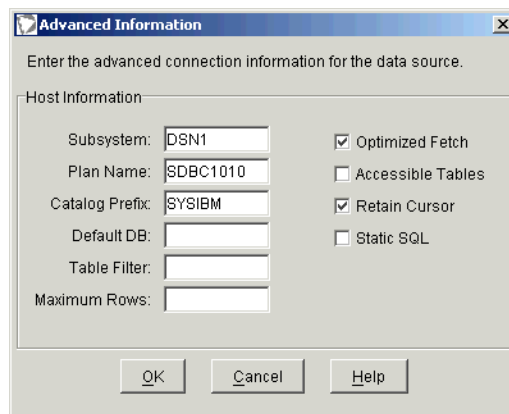 Advanced Information
Enter the advanced connection information for the data source.
Host Information
Subsystem: DSN1
Plan Name: SDBC1010
Catalog Prefix: SYSIBM
Default DB:
Table Filter:
Maximum Rows:
Optimized Fetch
Accessible Tables
Retain Cursor
Static SQL
OK Cancel Help